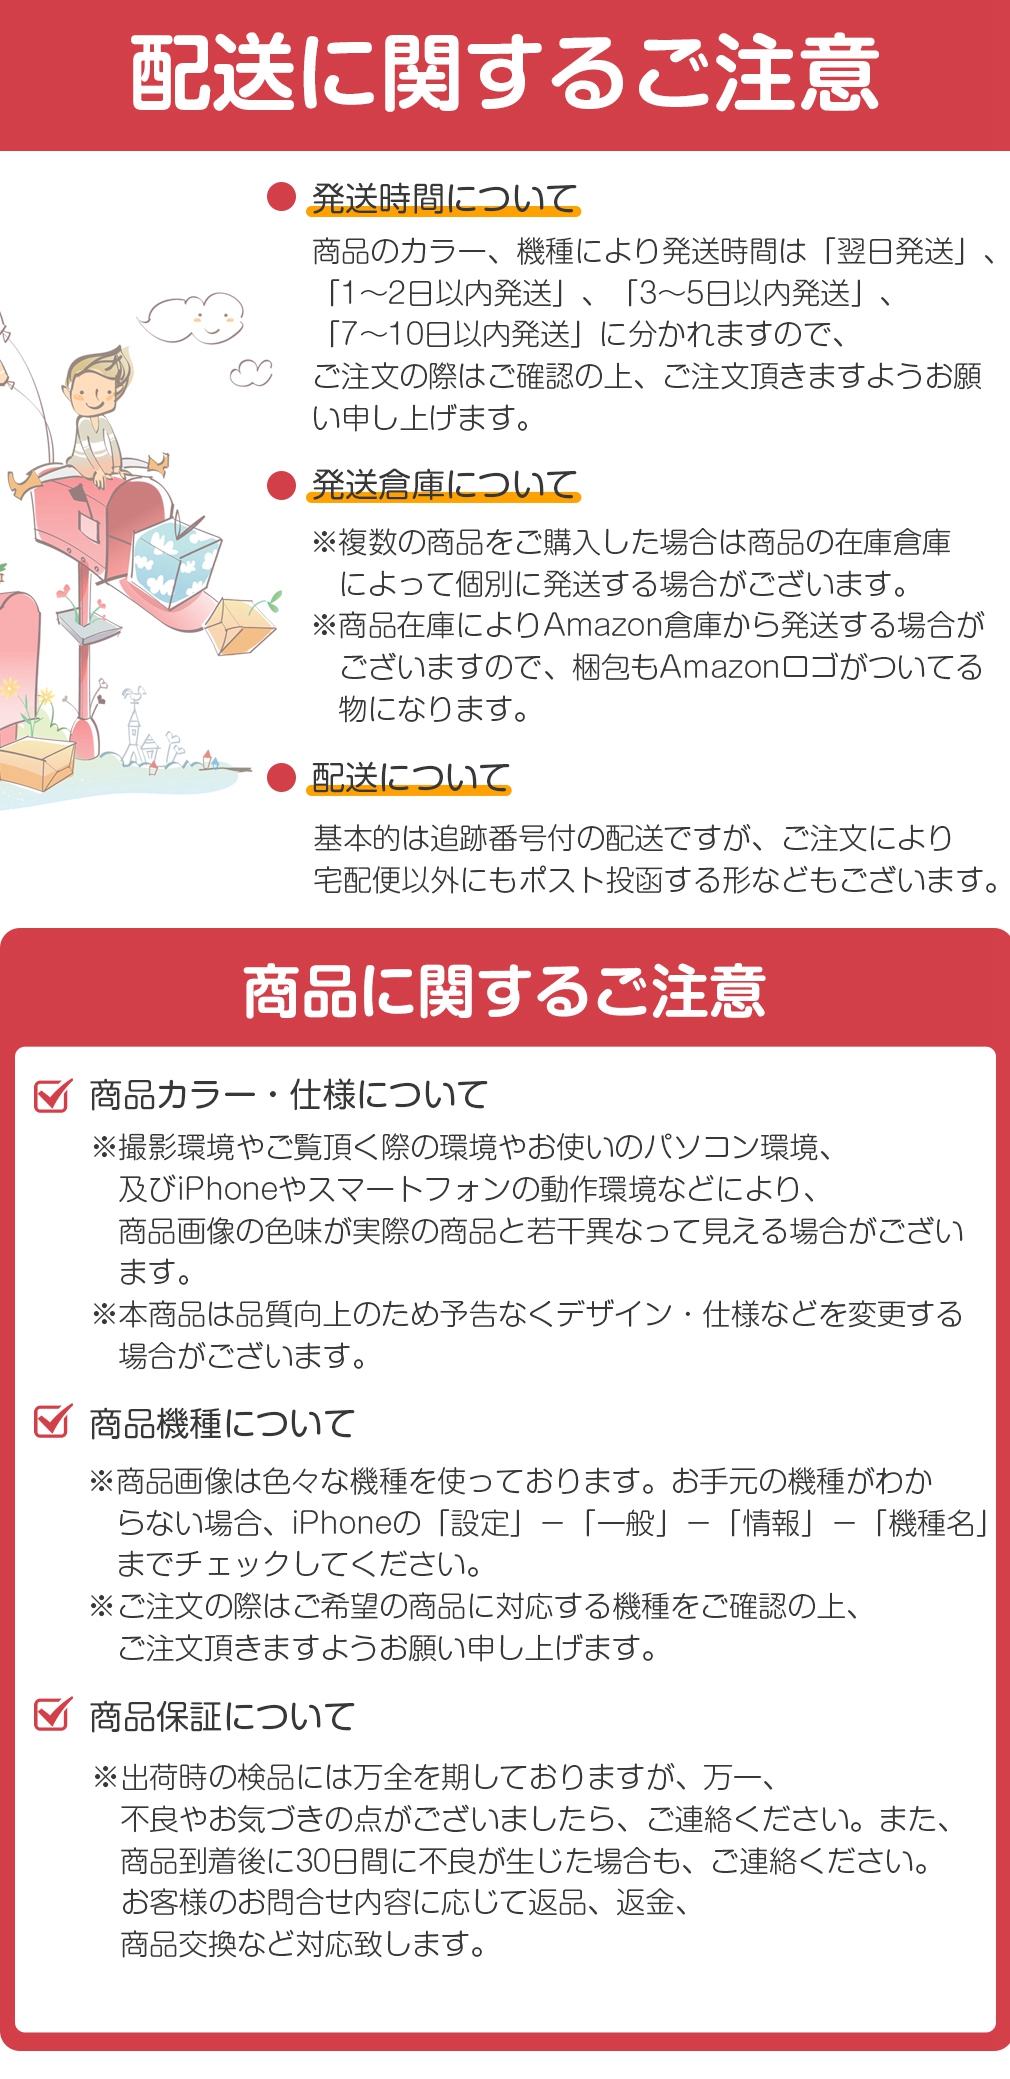 配送に関するご注意
発送時間について
商品のカラー、機種により発送時間は「翌日発送」、
「1〜2日以内発送」、「3〜5日以内発送」、
「7〜10日以内発送」に分かれますので、
ご注文の際はご確認の上、ご注文頂きますようお願
い申し上げます。
発送倉庫について
※複数の商品をご購入した場合は商品の在庫倉庫
によって個別に発送する場合がございます。
※商品在庫によりAmazon倉庫から発送する場合が
ございますので、梱包もAmazonロゴがついてる
物になります。
配送について
基本的は追跡番号付の配送ですが、ご注文により
宅配便以外にもポスト投函する形などもございます。
商品に関するご注意
商品カラー・仕様について
※撮影環境やご覧頂く際の環境やお使いのパソコン環境、
及びiPhoneやスマートフォンの動作環境などにより、
商品画像の色味が実際の商品と若干異なって見える場合がござい
ます。
※本商品は品質向上のため予告なくデザイン・仕様などを変更する
場合がございます。
商品機種について
※商品画像は色々な機種を使っております。お手元の機種がわか
らない場合、iPhoneの「設定」－「一般」－「情報」－「機種名」
までチェックしてください。
※ご注文の際はご希望の商品に対応する機種をご確認の上、
ご注文頂きますようお願い申し上げます。
商品保証について
※出荷時の検品には万全を期しておりますが、万一、
不良やお気づきの点がございましたら、ご連絡ください。また、
商品到着後に30日間に不良が生じた場合も、ご連絡ください。
お客様のお問合せ内容に応じて返品、返金、
商品交換など対応致します。